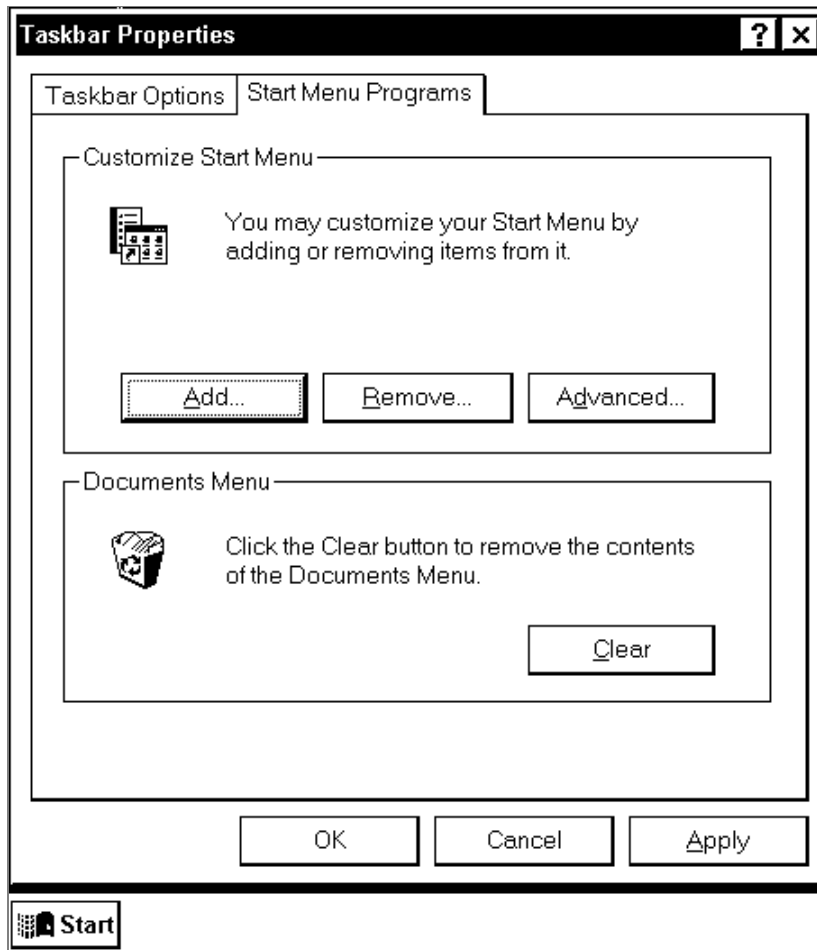 Taskbar Properties
Taskbar Options
Start Menu Programs
Customize Start Menu
You may customize your Start Menu by
adding or removing items from it.
Add...
Remove...
Advanced...
Documents Menu
Click the Clear button to remove the contents
of the Documents Menu.
Clear
OK
Cancel
Apply
Start